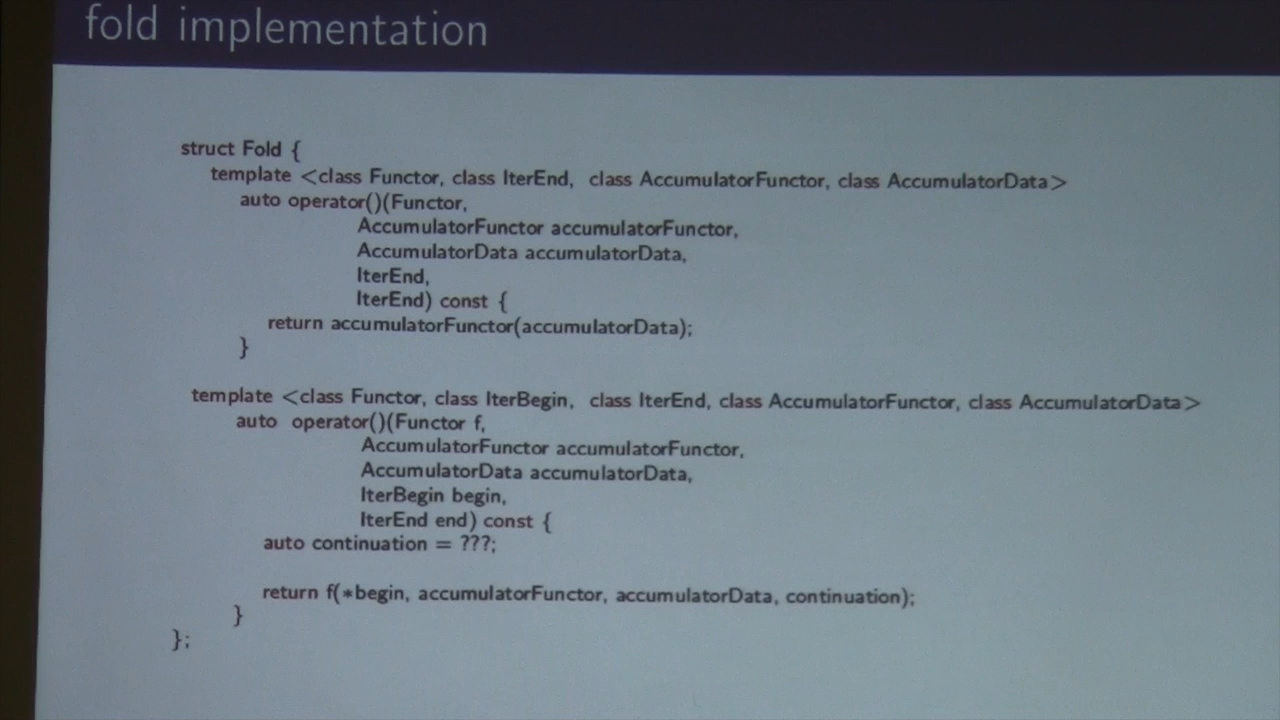 fold implementation
struct Fold {
template <class Functor, class IterEnd, class AccumulatorFunctor, class AccumulatorData>
auto operator()(Functor,
AccumulatorFunctor accumulatorFunctor,
AccumulatorData accumulatorData,
IterEnd,
IterEnd) const {
return accumulatorFunctor(accumulatorData);
}
template <class Functor, class IterBegin, class IterEnd, class AccumulatorFunctor, class AccumulatorData>
auto operator()(Functor f,
AccumulatorFunctor accumulatorFunctor,
AccumulatorData accumulatorData,
IterBegin begin,
IterEnd end) const {
auto continuation = ???;
return f(*begin, accumulatorFunctor, accumulatorData, continuation);
}
};